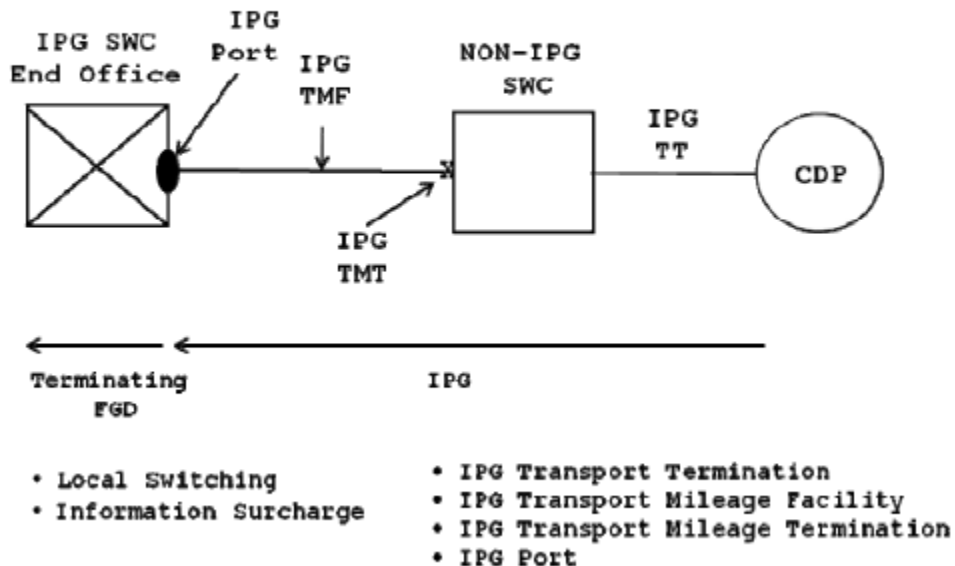 IPG SWC
End Office
IPG
Port
IPG
TMF
NON-IPG
SWC
IPG
TT
CDP
IPG
TMT
Terminating
FGD
IPG
• Local Switching
• Information Surcharge
• IPG Transport Termination
• IPG Transport Mileage Facility
• IPG Transport Mileage Termination
• IPG Port